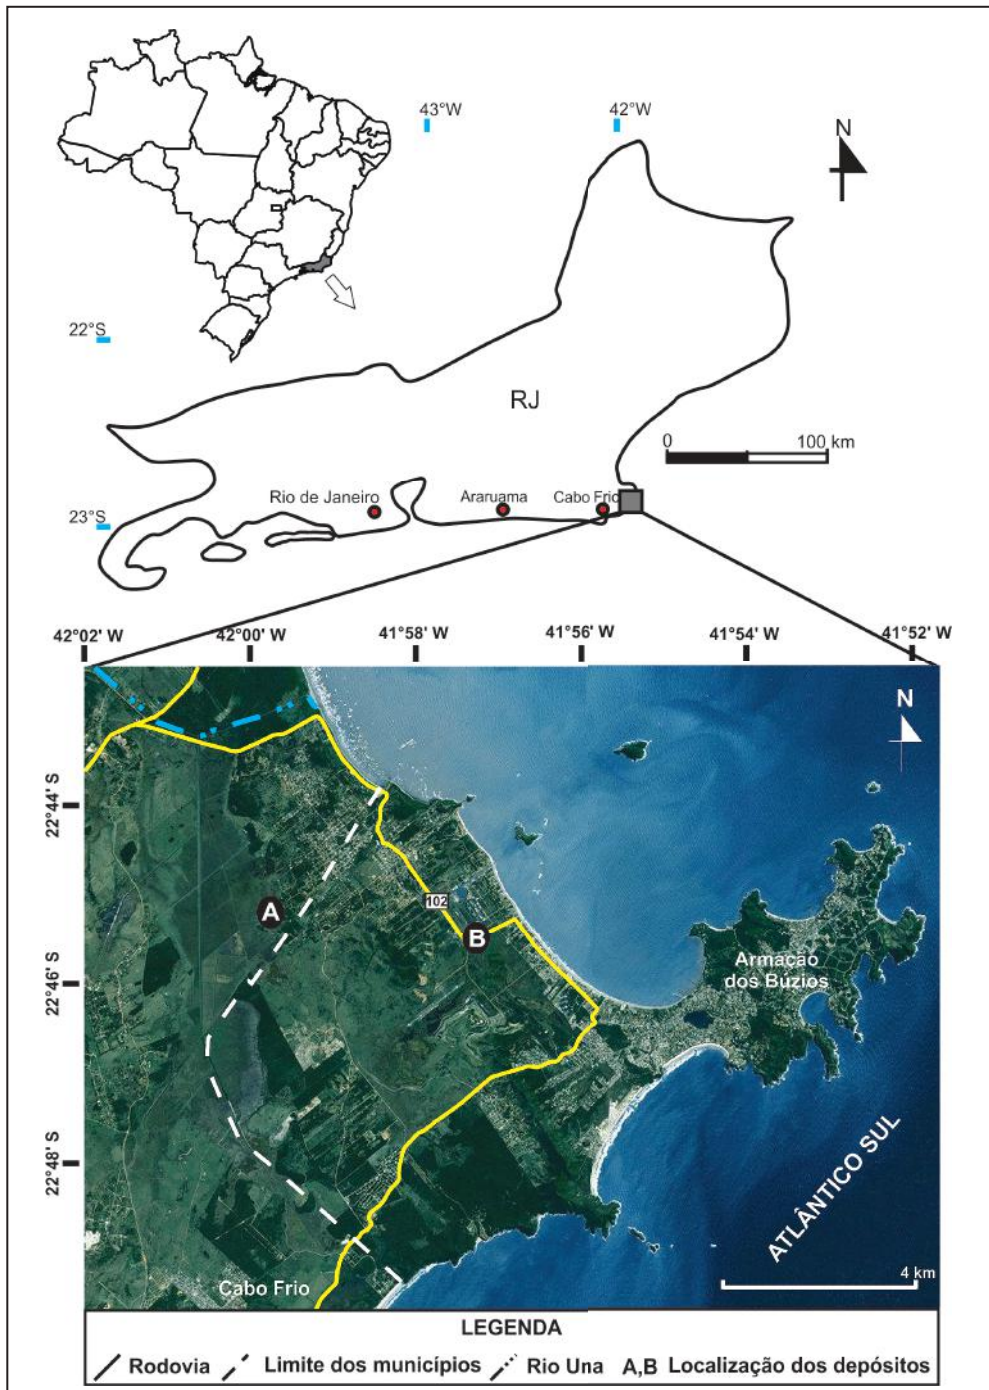 43°W
42°W
N
22°S
RJ
0
100 km
Rio de Janeiro
Araruama
Cabo Frio
23°S
42°02' W
42°00' W
41°58' W
41°56' W
41°54' W
41°52' W
N
22°44' S
102
A
B
Armação
dos Búzios
22°46' S
22°48' S
ATLÂNTICO SUL
Cabo Frio
4 km
LEGENDA
Rodovia
Limite dos municípios
Rio Una
A,B Localização dos depósitos